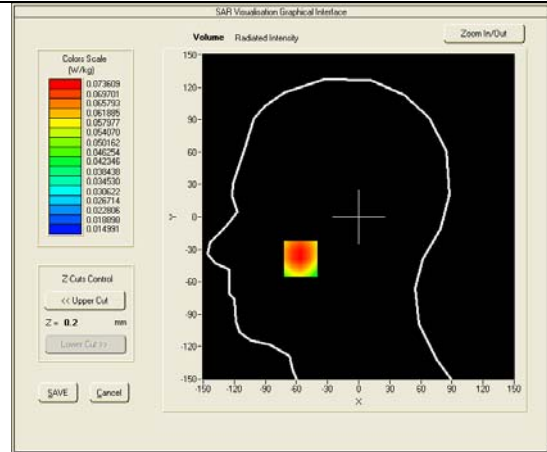 SAR Visualisation Graphical Interface
Volume Radiated Intensity
Zoom In/Out
Colors Scale
(W/kg)
0.073609
0.069701
0.065793
0.061885
0.057977
0.054070
0.050162
0.046254
0.042346
0.038438
0.034530
0.030622
0.026714
0.022806
0.018898
0.014991
Z Cuts Control
<< Upper Cut
Z = 0.2 mm
Lower Cut >>
SAVE Cancel
150
120
90
60
30
Y 0
-30
-60
-90
-120
-150
-150 -120 -90 -60 -30 0 30 60 90 120 150
X